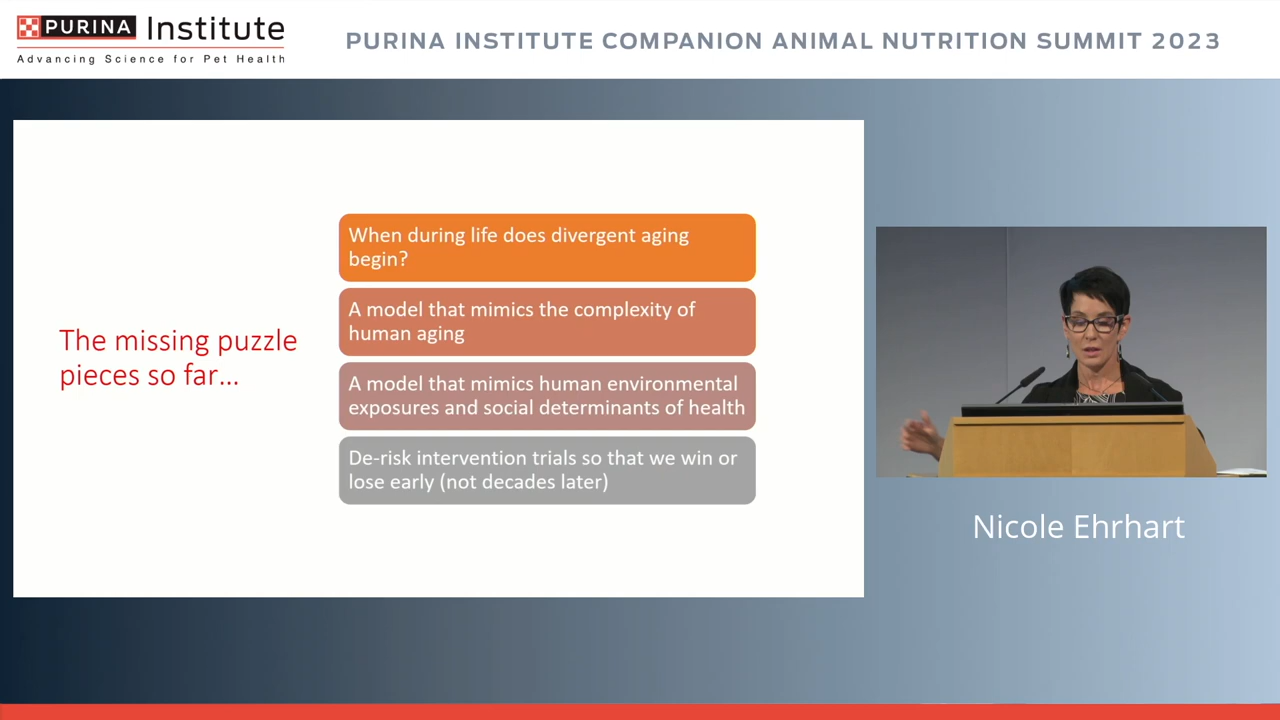 PURINA Institute
Advancing Science for Pet Health
PURINA INSTITUTE COMPANION ANIMAL NUTRITION SUMMIT 2023
The missing puzzle
pieces so far...
When during life does divergent aging
begin?
A model that mimics the complexity of
human aging
A model that mimics human environmental
exposures and social determinants of health
De-risk intervention trials so that we win or
lose early (not decades later)
Nicole Ehrhart